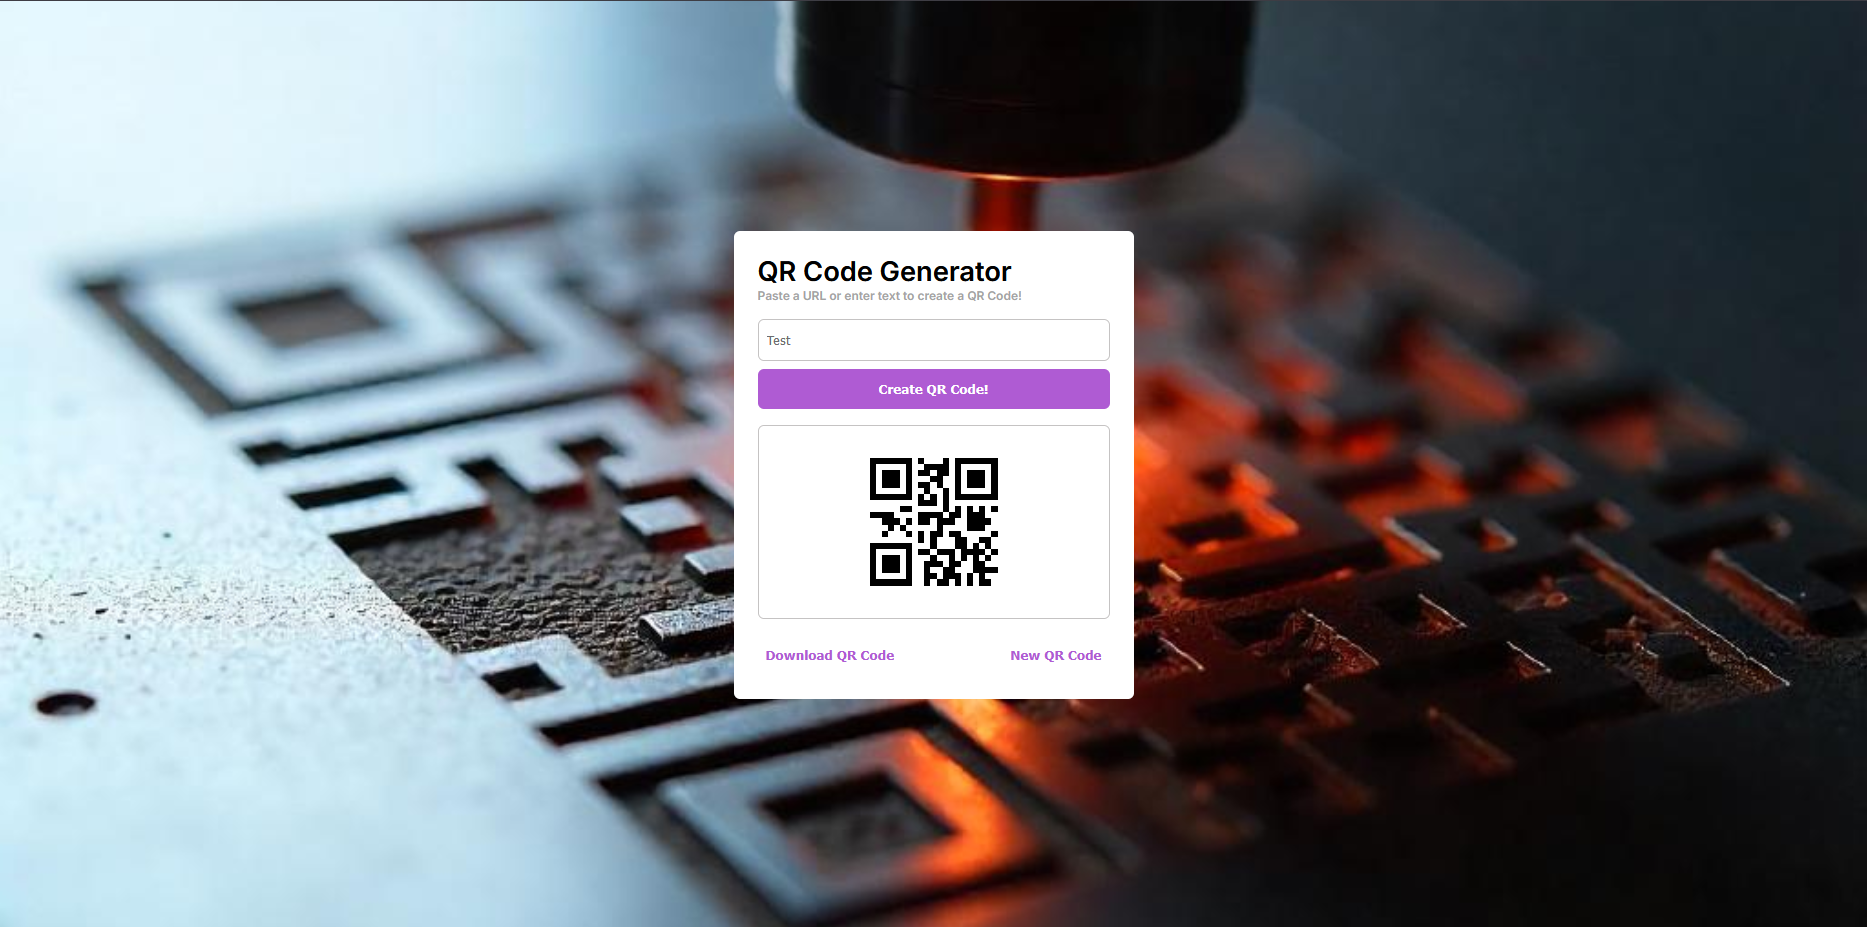 QR Code Generator
Paste a URL or enter text to create a QR Code!
Test
Create QR Code!
Download QR Code
New QR Code